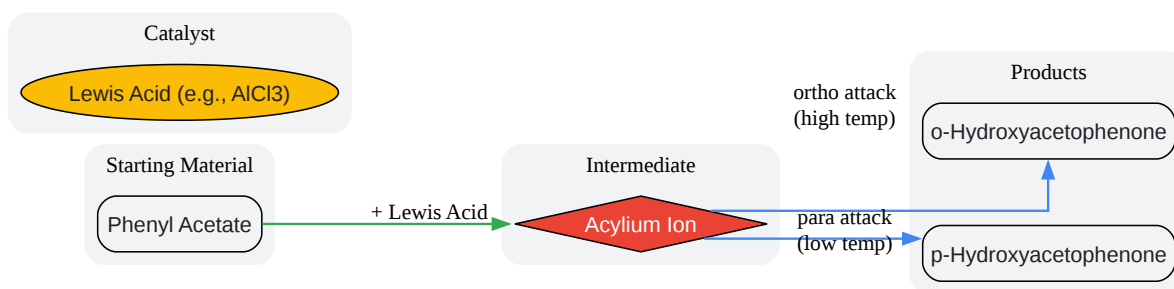 Catalyst
Lewis Acid (e.g., AlCl3)
Starting Material
Phenyl Acetate
+ Lewis Acid
Intermediate
Acylium Ion
ortho attack
(high temp)
para attack
(low temp)
Products
o-Hydroxyacetophenone
p-Hydroxyacetophenone